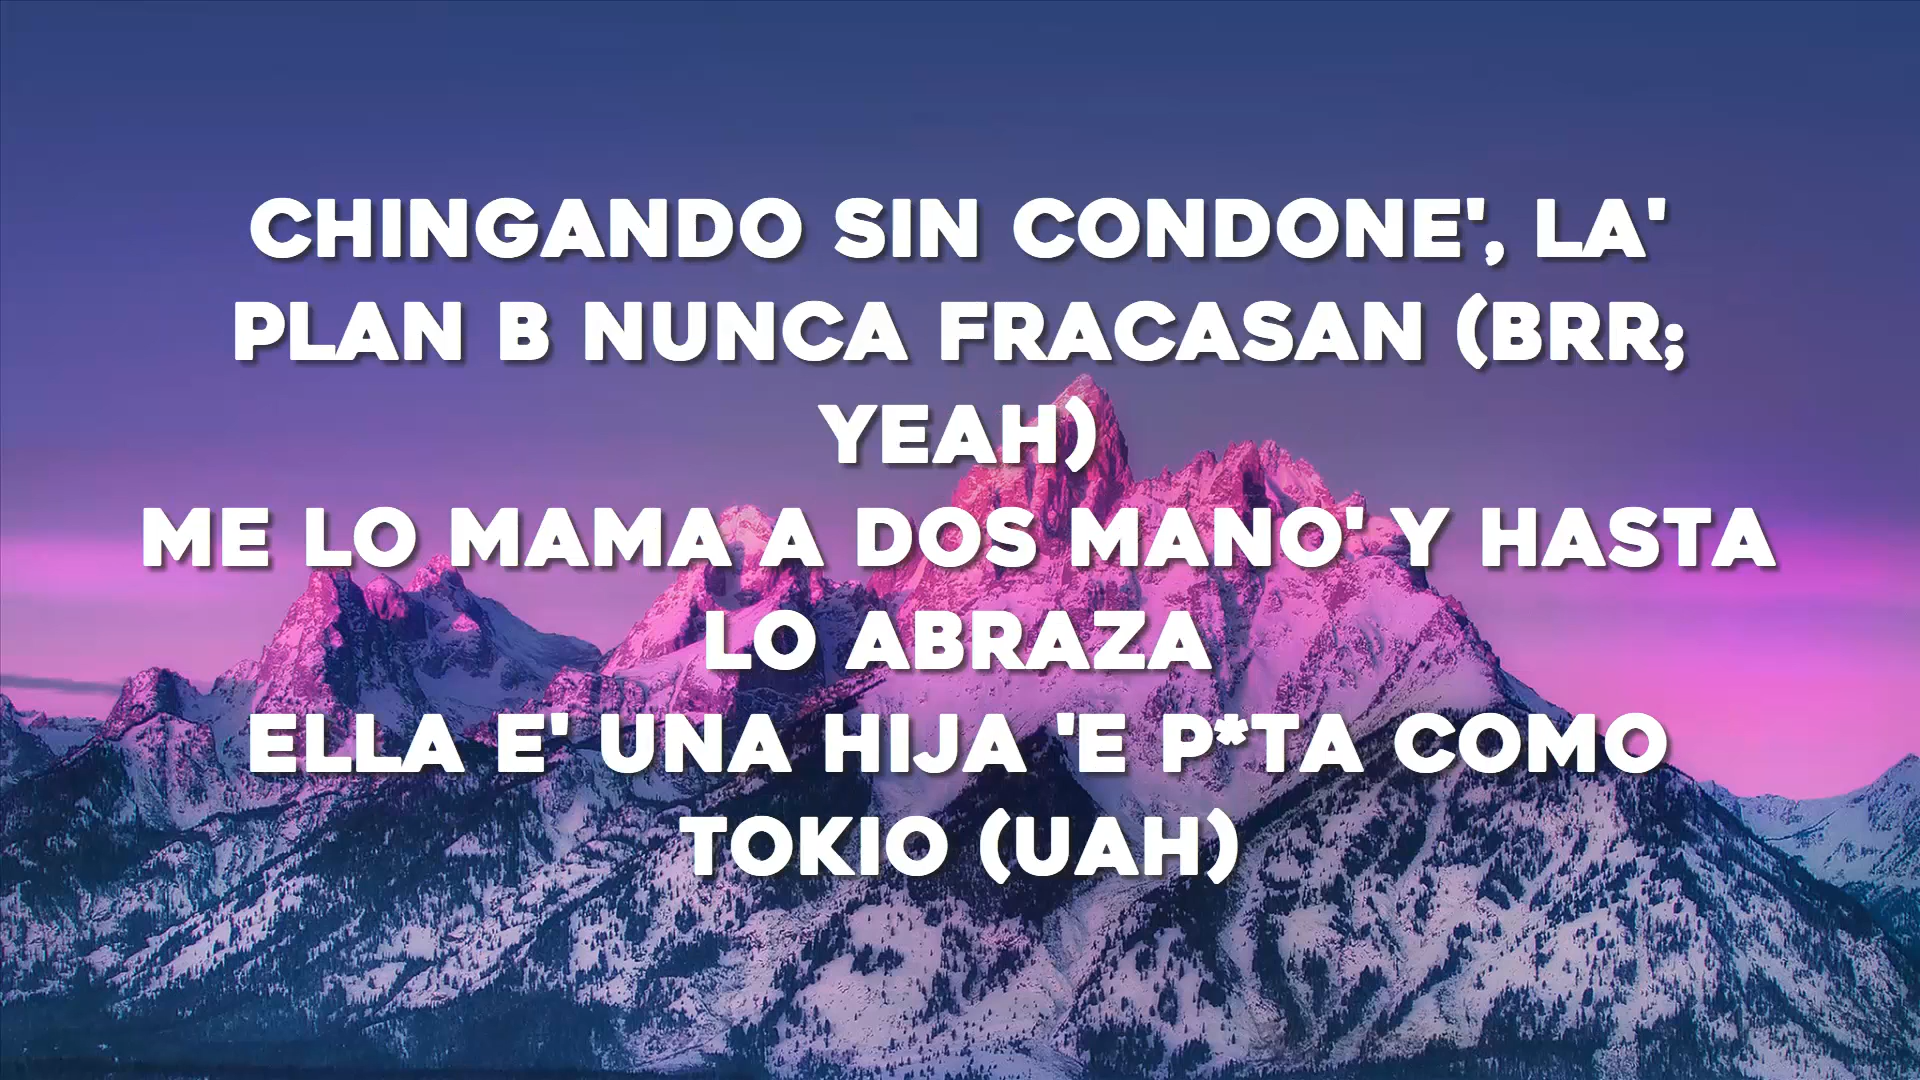 CHINGANDO SIN CONDONE', LA'
PLAN B NUNCA FRACASAN (BRR;
YEAH)
ME LO MAMA A DOS MANO' Y HASTA
LO ABRAZA
ELLA E' UNA HIJA 'E P*TA COMO
TOKIO (UAH)